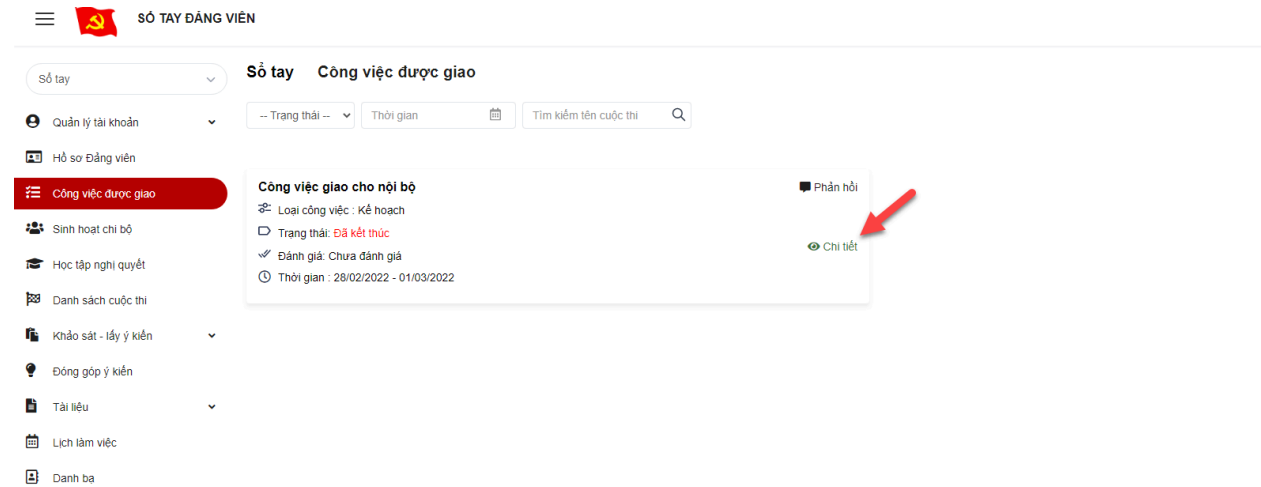 SỔ TAY ĐẢNG VIÊN
Sổ tay
Quản lý tài khoản
Hồ sơ Đảng viên
Công việc được giao
Sinh hoạt chi bộ
Học tập nghị quyết
Danh sách cuộc thi
Khảo sát - lấy ý kiến
Đóng góp ý kiến
Tài liệu
Lịch làm việc
Danh bạ
Sổ tay Công việc được giao
-- Trạng thái -- Thời gian Tìm kiếm tên cuộc thi
Công việc giao cho nội bộ Phản hồi
Loại công việc : Kế hoạch
Trạng thái: Đã kết thúc
Chi tiết
Đánh giá: Chưa đánh giá
Thời gian : 28/02/2022 - 01/03/2022